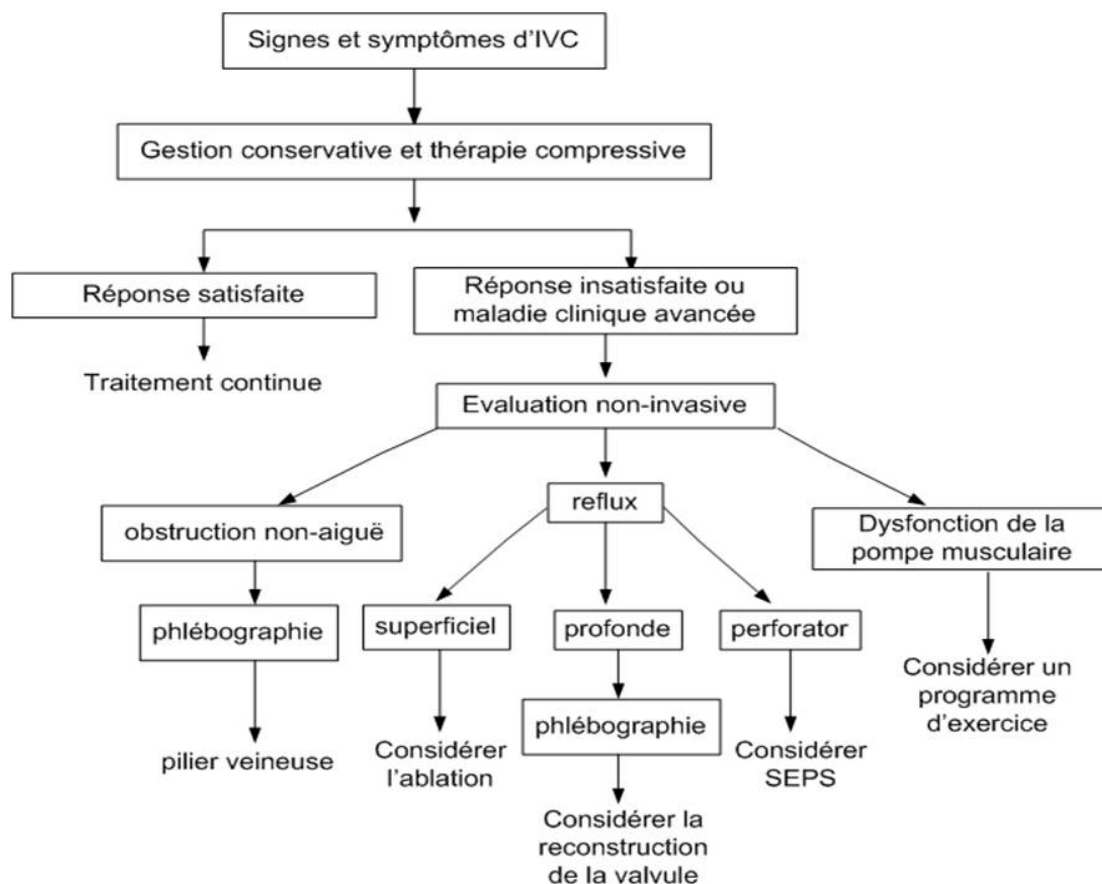 Signes et symptômes d'IVC
Gestion conservative et thérapie compressive
Réponse satisfaite
Réponse insatisfaite ou
maladie clinique avancée
Traitement continue
Evaluation non-invasive
obstruction non-aiguë
reflux
Dysfonction de la
pompe musculaire
phlébographie
superficiel
profonde
perforator
Considérer un
programme
d'exercice
pilier veineuse
Considérer
l'ablation
phlébographie
Considérer
SEPS
Considérer la
reconstruction
de la valvule